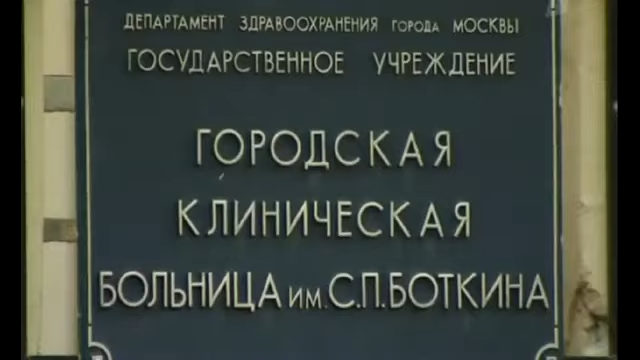 ДЕПАРТАМЕНТ ЗДРАВООХРАНЕНИЯ ГОРОДА МОСКВЫ
ГОСУДАРСТВЕННОЕ УЧРЕЖДЕНИЕ
ГОРОДСКАЯ
КЛИНИЧЕСКАЯ
БОЛЬНИЦА ИМ. С.П.БОТКИНА